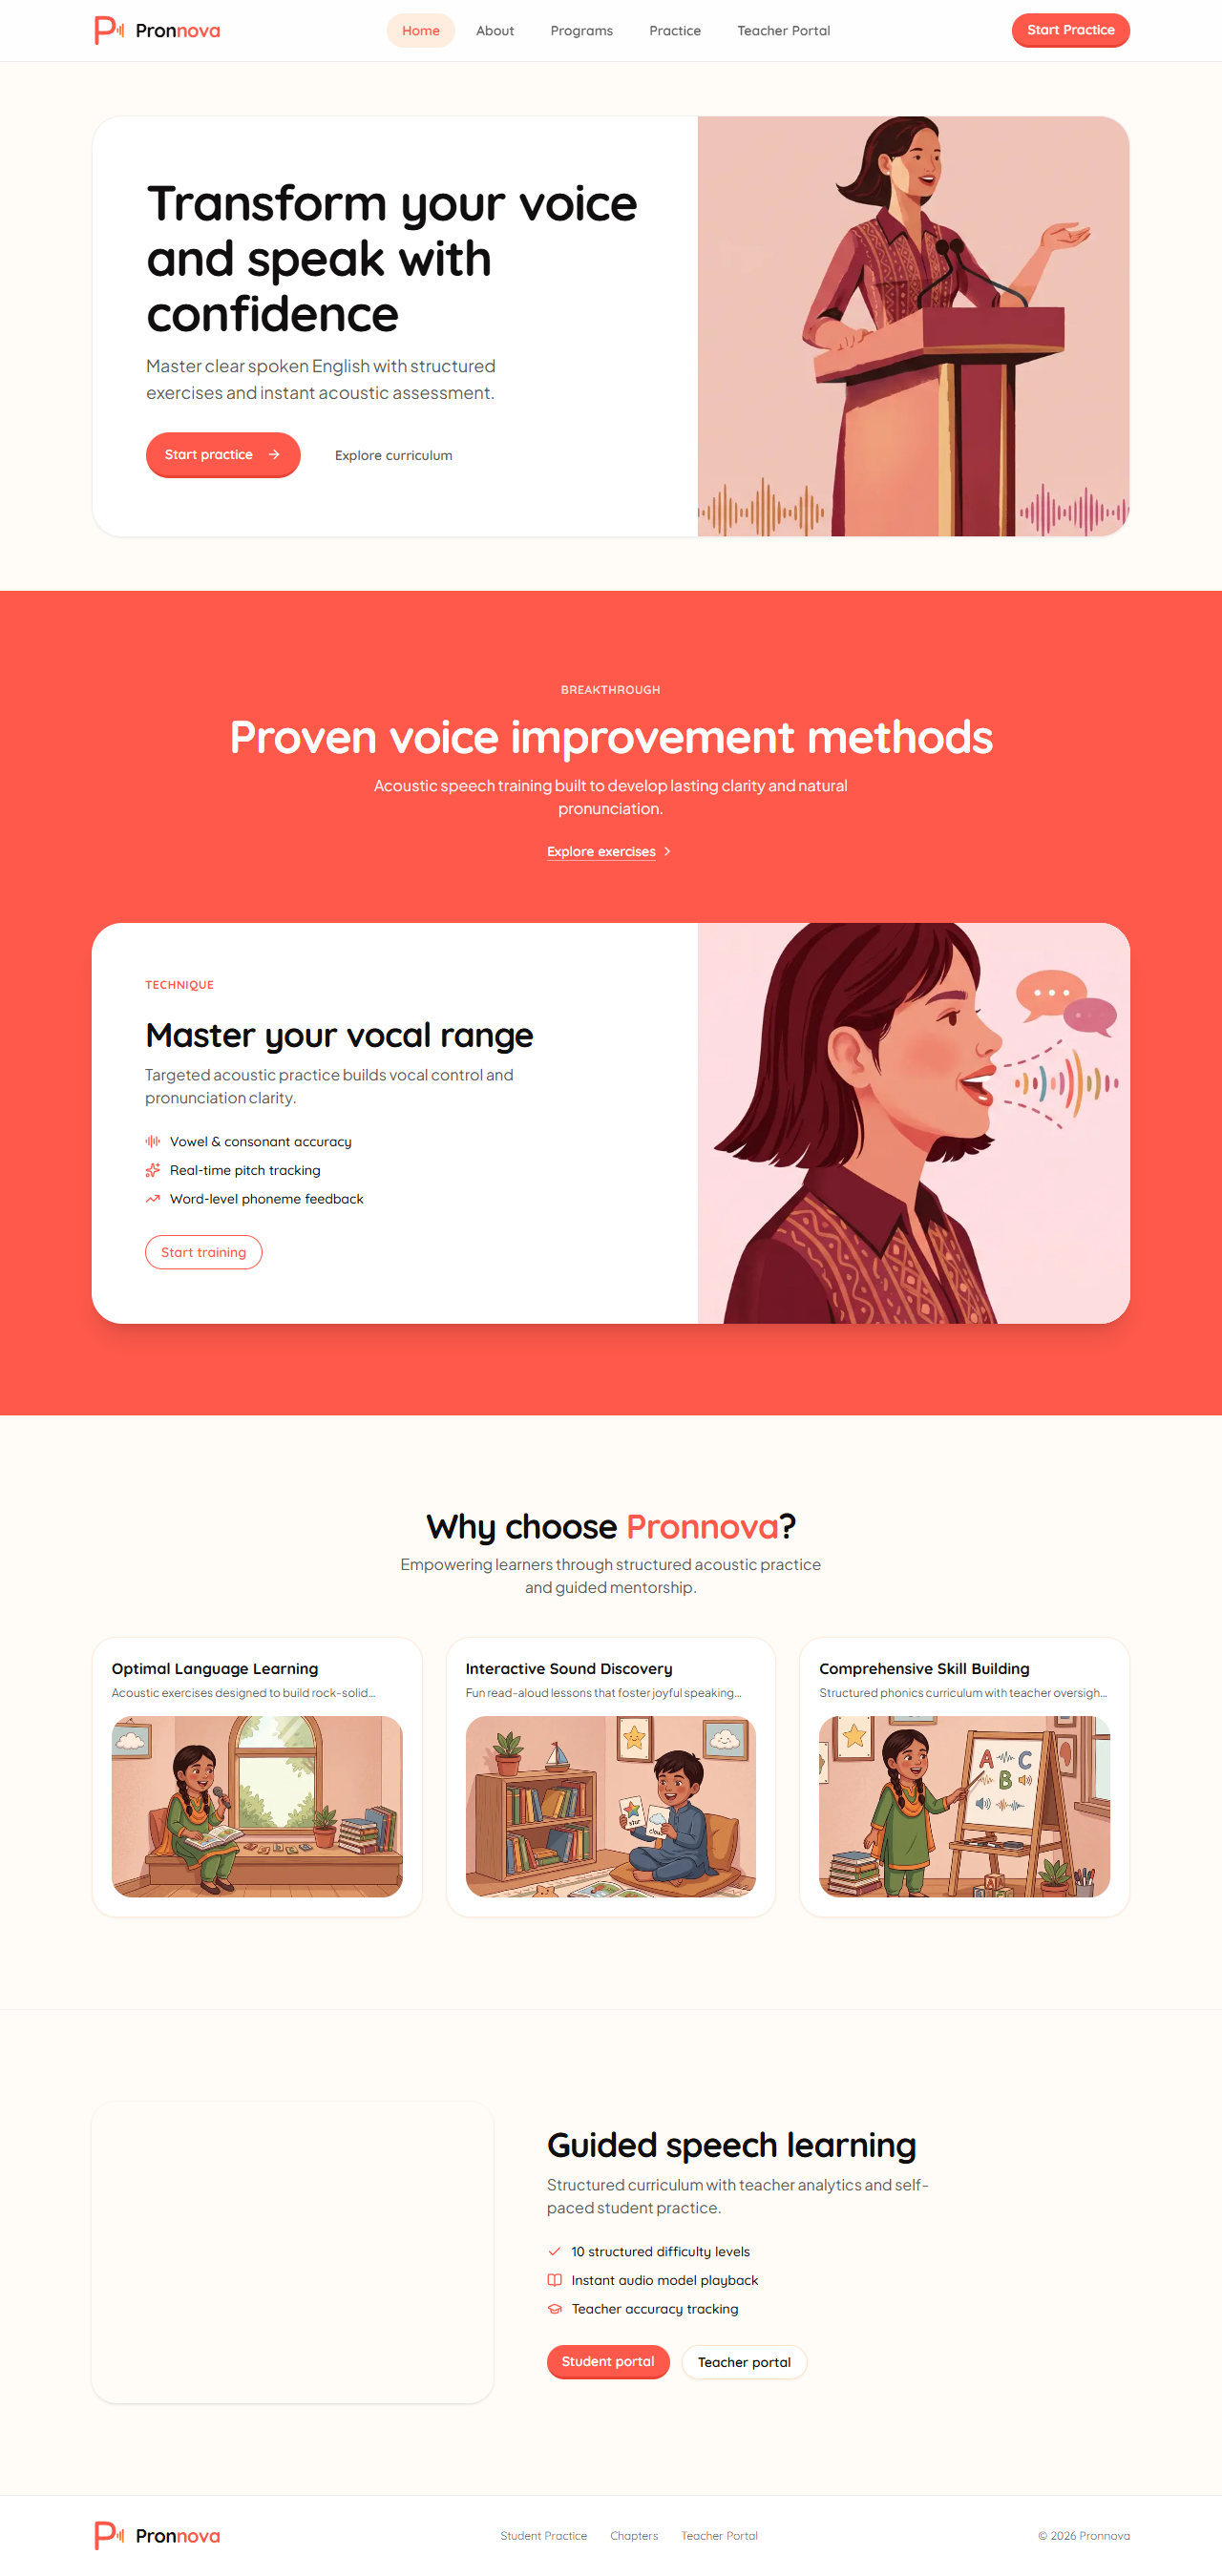 Pronnova
Home
About
Programs
Practice
Teacher Portal
Start Practice
Transform your voice
and speak with
confidence
Master clear spoken English with structured
exercises and instant acoustic assessment.
Start practice
Explore curriculum
BREAKTHROUGH
Proven voice improvement methods
Acoustic speech training built to develop lasting clarity and natural
pronunciation.
Explore exercises
TECHNIQUE
Master your vocal range
Targeted acoustic practice builds vocal control and
pronunciation clarity.
Vowel & consonant accuracy
Real-time pitch tracking
Word-level phoneme feedback
Start training
Why choose Pronnova?
Empowering learners through structured acoustic practice
and guided mentorship.
Optimal Language Learning
Acoustic exercises designed to build rock-solid...
Interactive Sound Discovery
Fun read-aloud lessons that foster joyful speaking...
star
cloud
Comprehensive Skill Building
Structured phonics curriculum with teacher oversigh...
A C
B
Guided speech learning
Structured curriculum with teacher analytics and self-
paced student practice.
10 structured difficulty levels
Instant audio model playback
Teacher accuracy tracking
Student portal
Teacher portal
Pronnova
Student Practice
Chapters
Teacher Portal
© 2026 Pronnova